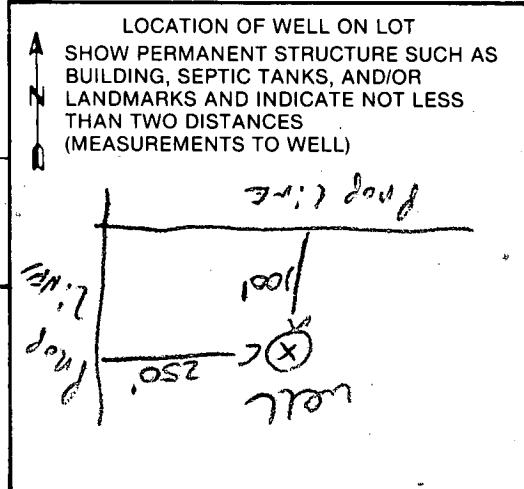 LOCATION OF WELL ON LOT
SHOW PERMANENT STRUCTURE SUCH AS
BUILDING, SEPTIC TANKS, AND/OR
LANDMARKS AND INDICATE NOT LESS
THAN TWO DISTANCES
(MEASUREMENTS TO WELL)
N
Prop Line
100'
Prop Line
250'
X
well